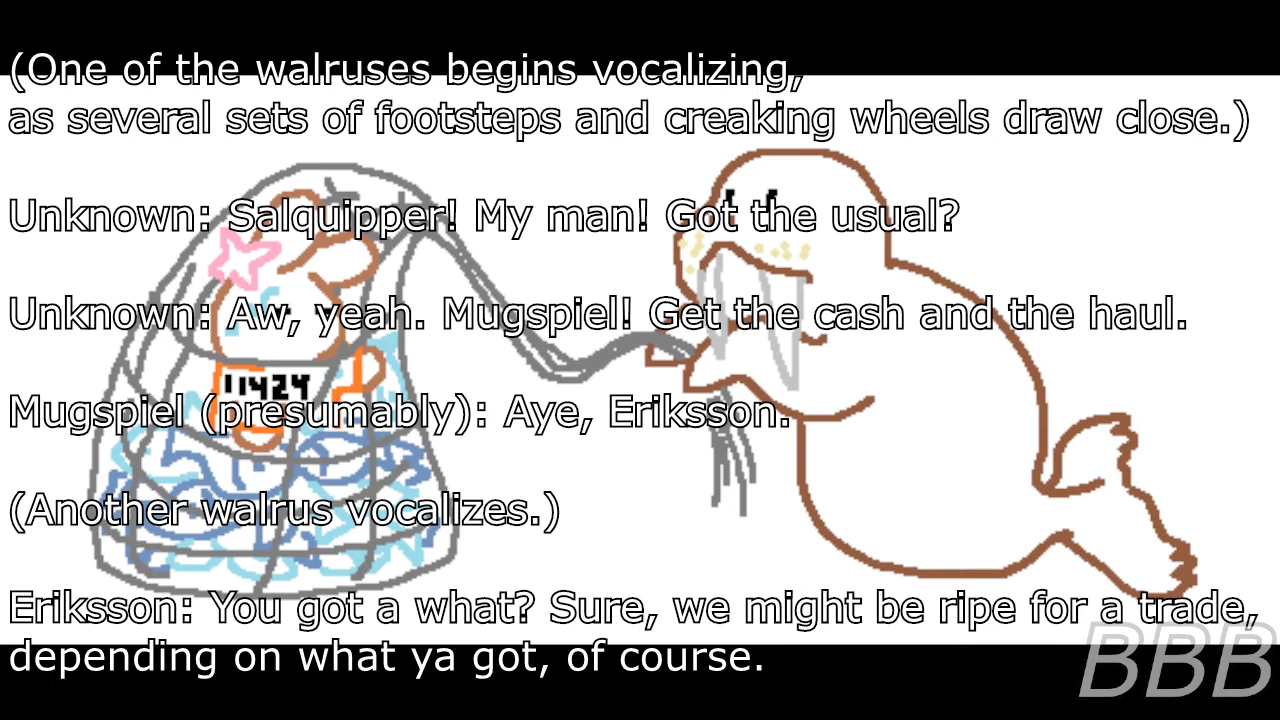 (One of the walruses begins vocalizing,
as several sets of footsteps and creaking wheels draw close.)
Unknown: Salquipper! My man! Got the usual?
Unknown: Aw, yeah. Mugspiel! Get the cash and the haul.
11424
Mugspiel (presumably): Aye, Eriksson.
(Another walrus vocalizes.)
Eriksson: You got a what? Sure, we might be ripe for a trade,
depending on what ya got, of course.
BBB